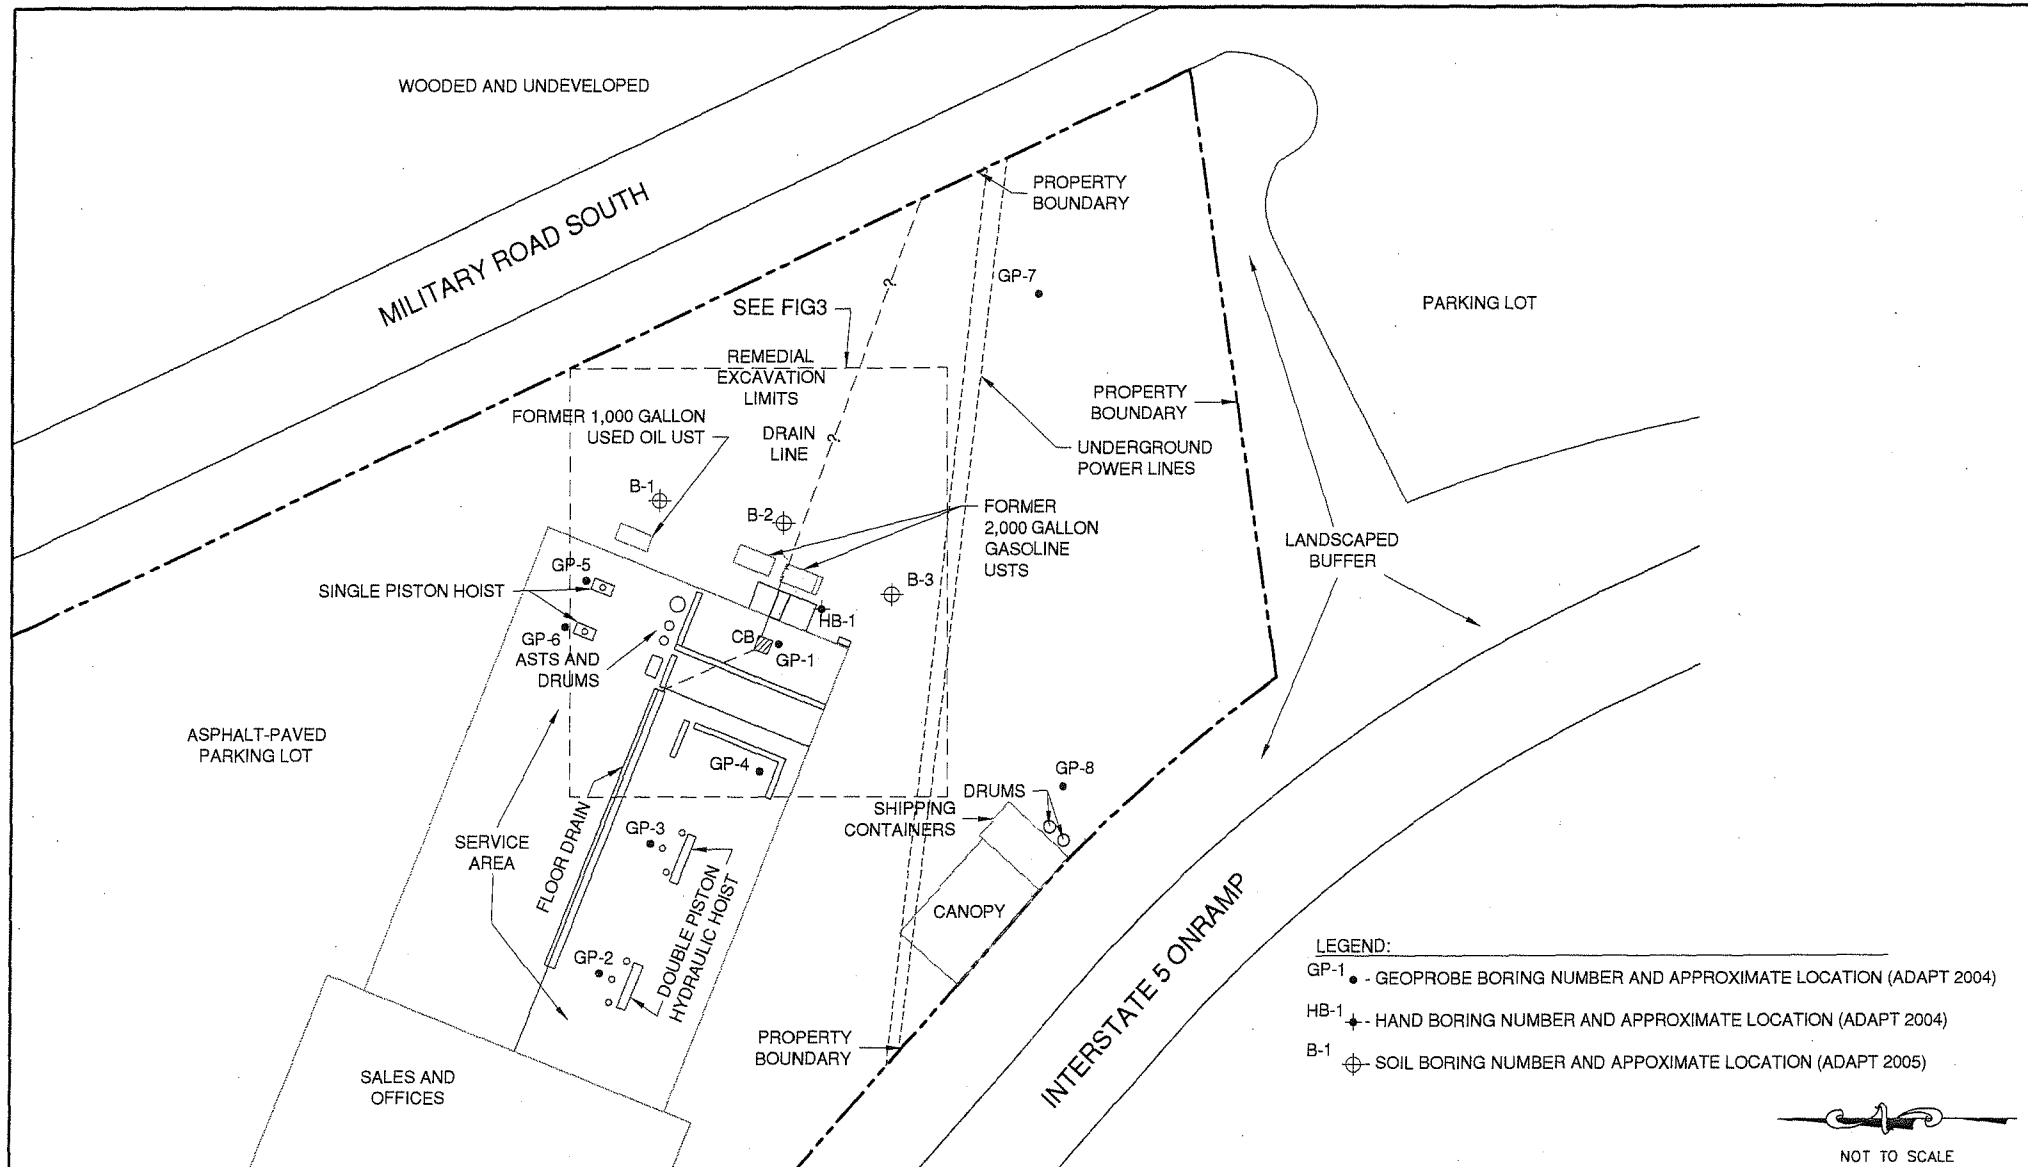 WOODED AND UNDEVELOPED
MILITARY ROAD SOUTH
PROPERTY
BOUNDARY
GP-7
PARKING LOT
SEE FIG3
?
REMEDIAL
EXCAVATION
LIMITS
PROPERTY
BOUNDARY
FORMER 1,000 GALLON
USED OIL UST
DRAIN
LINE
?
UNDERGROUND
POWER LINES
B-1
B-2
FORMER
2,000 GALLON
GASOLINE
USTS
LANDSCAPED
BUFFER
GP-5
B-3
SINGLE PISTON HOIST
HB-1
GP-6
CB
GP-1
ASTS AND
DRUMS
ASPHALT-PAVED
PARKING LOT
GP-4
GP-8
DRUMS
SHIPPING
CONTAINERS
GP-3
SERVICE
AREA
FLOOR DRAIN
DOUBLE PISTON
HYDRAULIC HOIST
CANOPY
GP-2
INTERSTATE 5 ONRAMP
PROPERTY
BOUNDARY
SALES AND
OFFICES
LEGEND:
GP-1 - GEOPROBE BORING NUMBER AND APPROXIMATE LOCATION (ADAPT 2004)
HB-1 - HAND BORING NUMBER AND APPROXIMATE LOCATION (ADAPT 2004)
B-1 - SOIL BORING NUMBER AND APPOXIMATE LOCATION (ADAPT 2005)
NOT TO SCALE